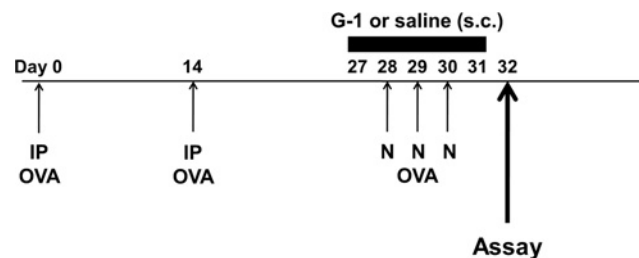 G-1 or saline (s.c.)
Day 0 14 27 28 29 30 31 32
IP IP N N N
OVA OVA OVA
Assay